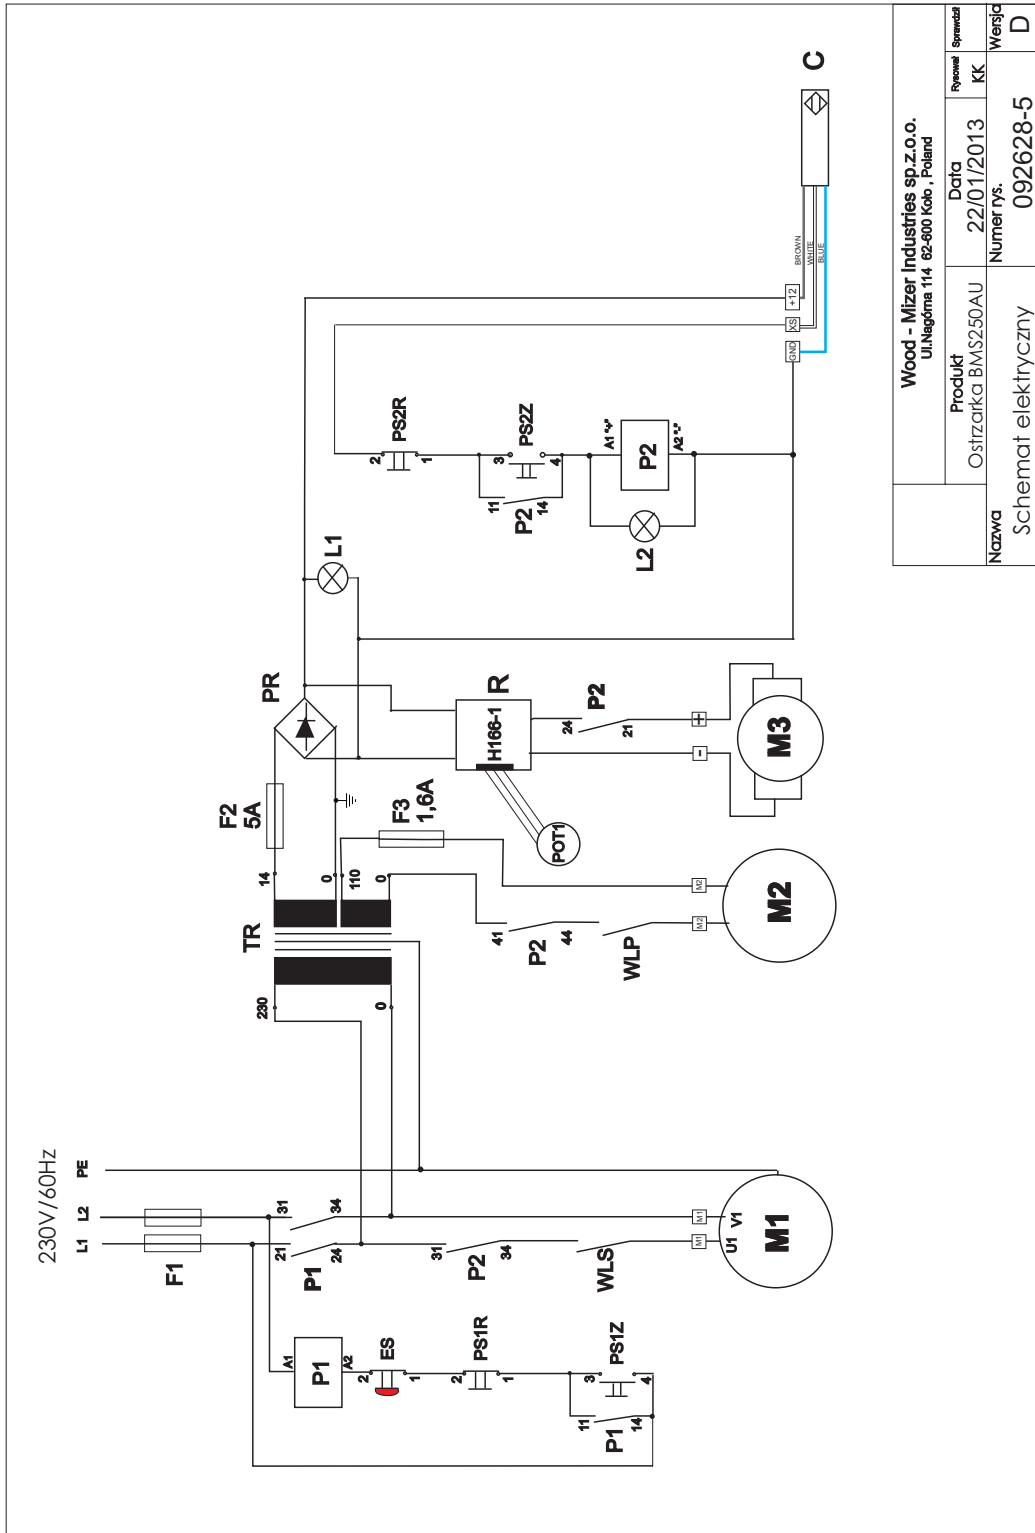 230V/60Hz
L1
L2
PE
F1
21
31
P1
24
34
31
P2
34
WLS
M1
M1
U1
V1
M1
A1
P1
A2
2
ES
1
2
PS1R
1
11
3
PS1Z
P1
14
4
TR
230
0
14
0
110
0
F2
5A
F3
1,6A
PR
41
P2
44
WLP
M2
M2
M2
H166-1
R
POT1
24
P2
21
-
+
M3
L1
2
PS2R
1
3
PS2Z
4
11
P2
14
A1 "+"
P2
A2 "-"
L2
GND
XS
+12
BROWN
WHITE
BLUE
C
Wood - Mizer Industries sp.z.o.o.
Ul.Nagórna 114 62-600 Koło , Poland
Produkt
Ostrzarka BMS250AU
Data
22/01/2013
Rysował
KK
Sprawdził
Nazwa
Schemat elektryczny
Numer rys.
092628-5
Wersja
D